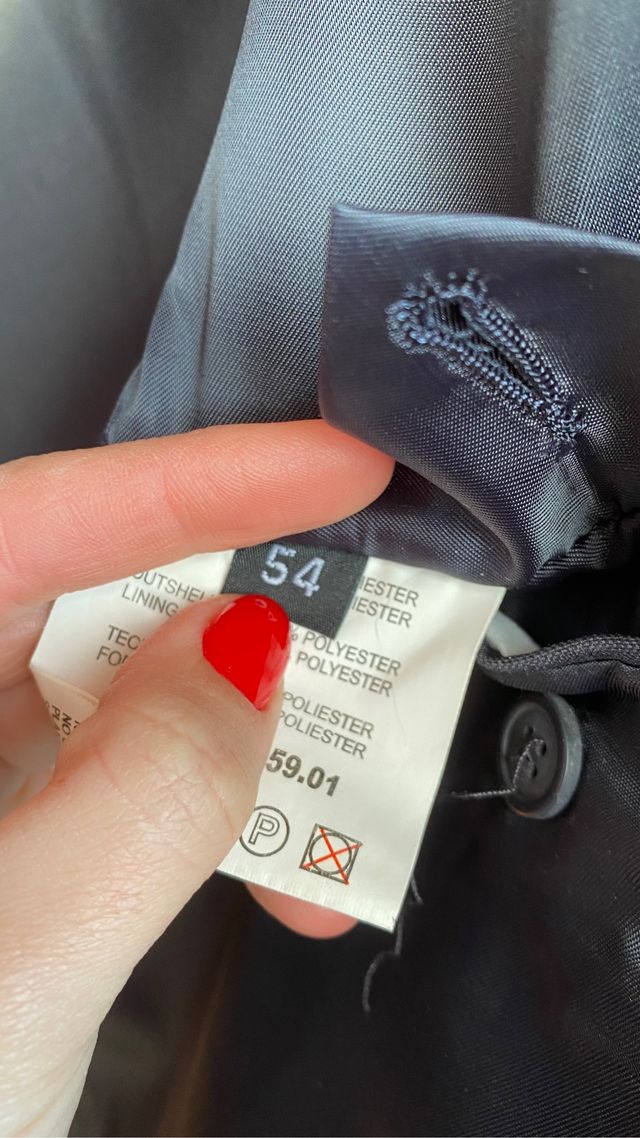 54
OUTSHEL
IESTER
LINING
IESTER
TEC
% POLYESTER
FO
POLYESTER
POLIESTER
POLIESTER
59.01
P